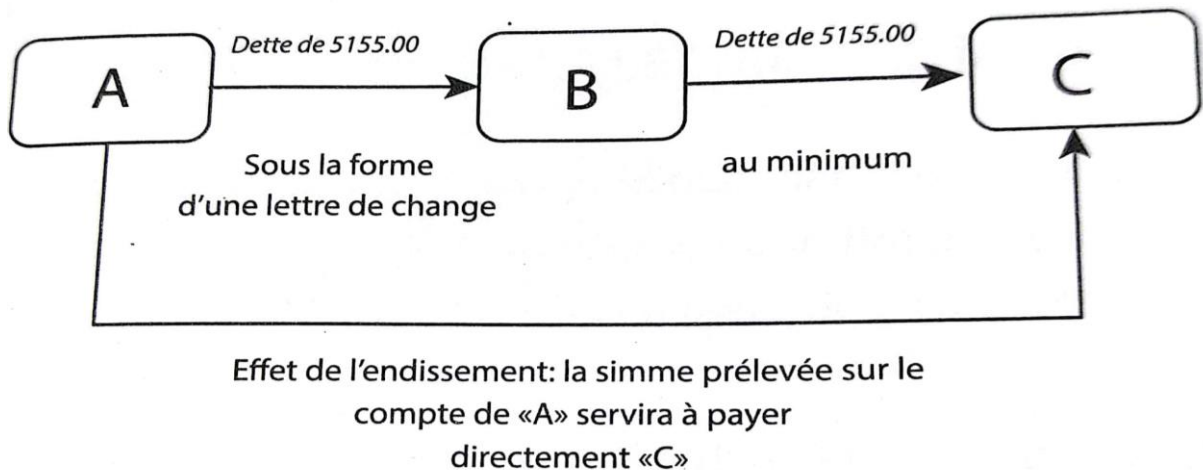 Dette de 5155.00
Dette de 5155.00
A
B
C
Sous la forme
d'une lettre de change
au minimum
Effet de l'endissement: la simme prélevée sur le
compte de «A» servira à payer
directement «C»